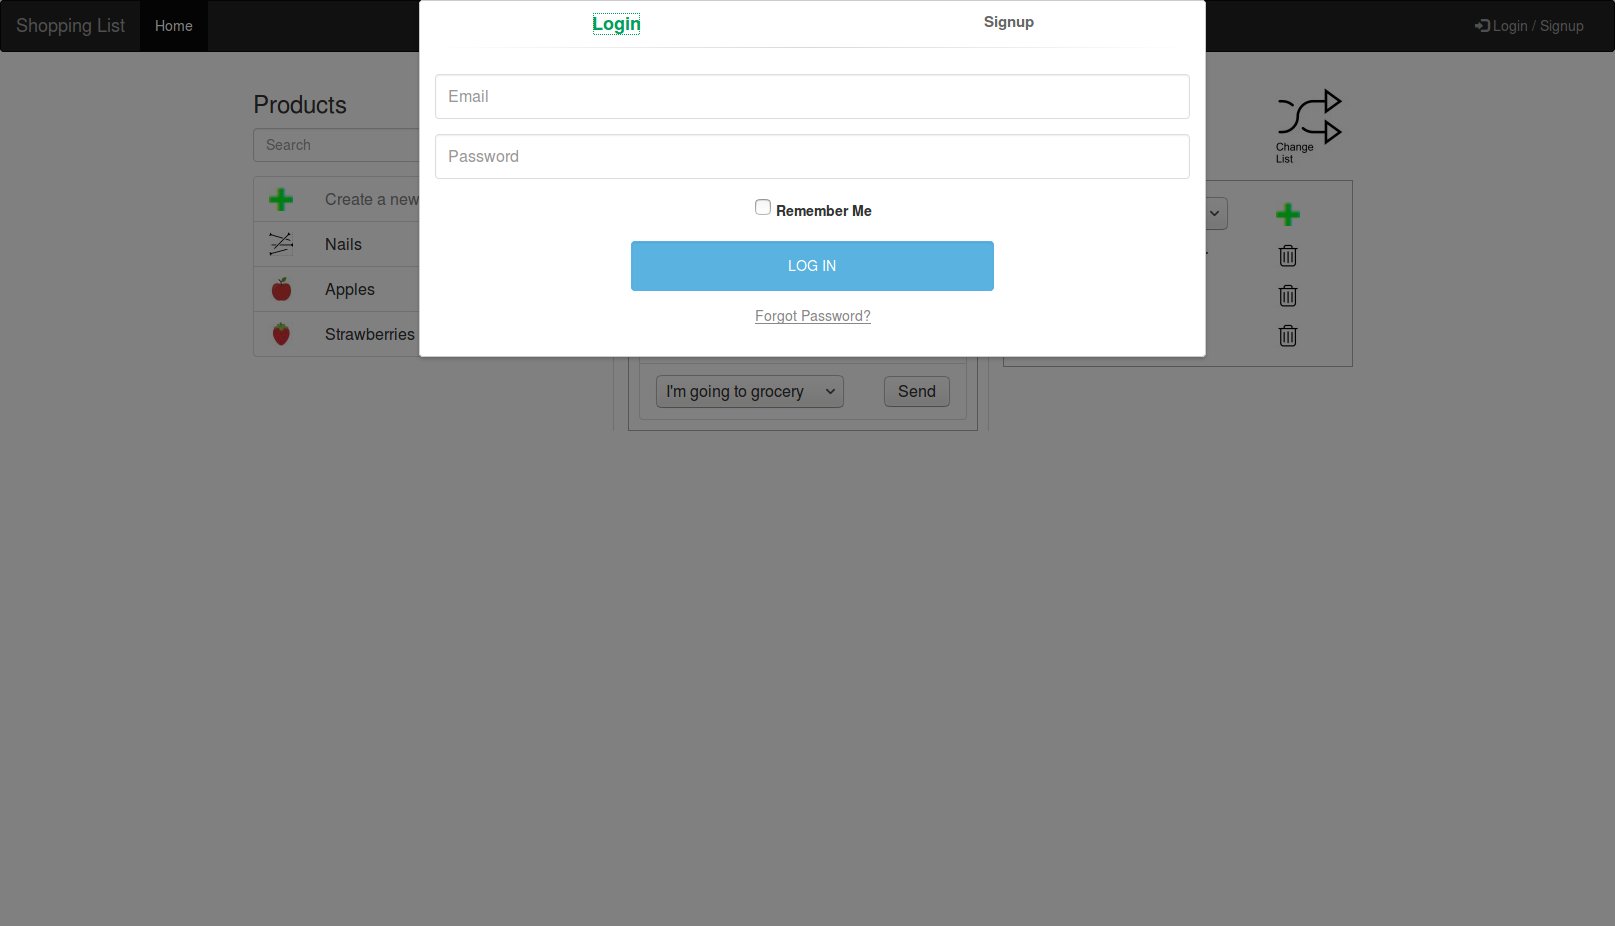 Shopping List Home Login / Signup
Login Signup
Email
Password
Remember Me
LOG IN
Forgot Password?
Products
Search
Create a new
Nails
Apples
Strawberries
I'm going to grocery Send
Change
List